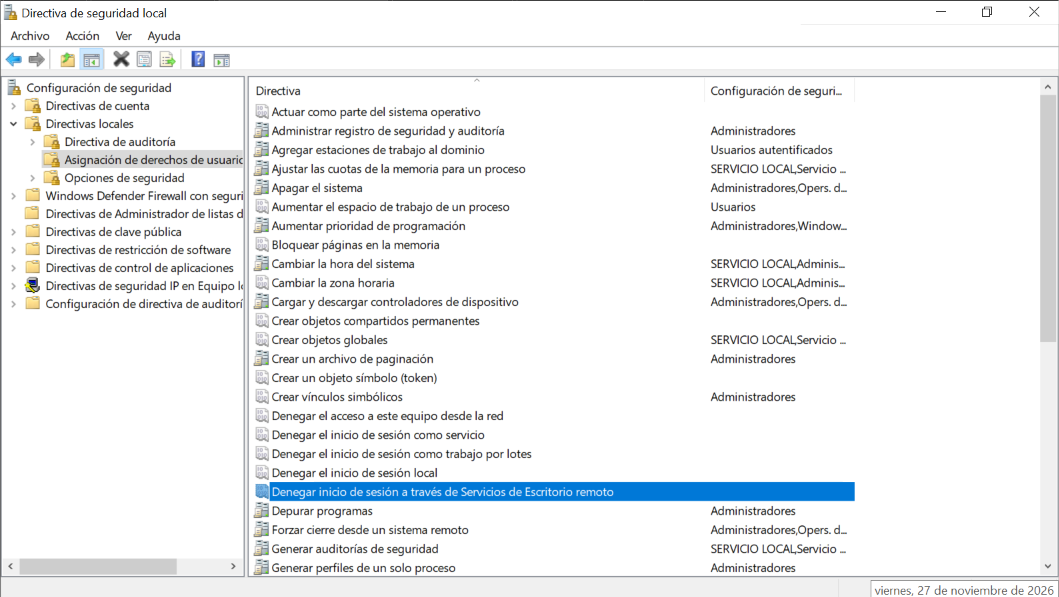 Directiva de seguridad local
Archivo Acción Ver Ayuda
Configuración de seguridad
Directivas de cuenta
Directivas locales
Directiva de auditoría
Asignación de derechos de usuaric
Opciones de seguridad
Windows Defender Firewall con seguri
Directivas de Administrador de listas d
Directivas de clave pública
Directivas de restricción de software
Directivas de control de aplicaciones
Directivas de seguridad IP en Equipo lo
Configuración de directiva de auditorí
Directiva Configuración de seguri...
Actuar como parte del sistema operativo
Administrar registro de seguridad y auditoría Administradores
Agregar estaciones de trabajo al dominio Usuarios autentificados
Ajustar las cuotas de la memoria para un proceso SERVICIO LOCAL,Servicio ...
Apagar el sistema Administradores,Opers. d...
Aumentar el espacio de trabajo de un proceso Usuarios
Aumentar prioridad de programación Administradores,Window...
Bloquear páginas en la memoria
Cambiar la hora del sistema SERVICIO LOCAL,Adminis...
Cambiar la zona horaria SERVICIO LOCAL,Adminis...
Cargar y descargar controladores de dispositivo Administradores,Opers. d...
Crear objetos compartidos permanentes
Crear objetos globales SERVICIO LOCAL,Servicio ...
Crear un archivo de paginación Administradores
Crear un objeto símbolo (token)
Crear vínculos simbólicos Administradores
Denegar el acceso a este equipo desde la red
Denegar el inicio de sesión como servicio
Denegar el inicio de sesión como trabajo por lotes
Denegar el inicio de sesión local
Denegar inicio de sesión a través de Servicios de Escritorio remoto
Depurar programas Administradores
Forzar cierre desde un sistema remoto Administradores,Opers. d...
Generar auditorías de seguridad SERVICIO LOCAL,Servicio ...
Generar perfiles de un solo proceso Administradores
viernes, 27 de noviembre de 2026